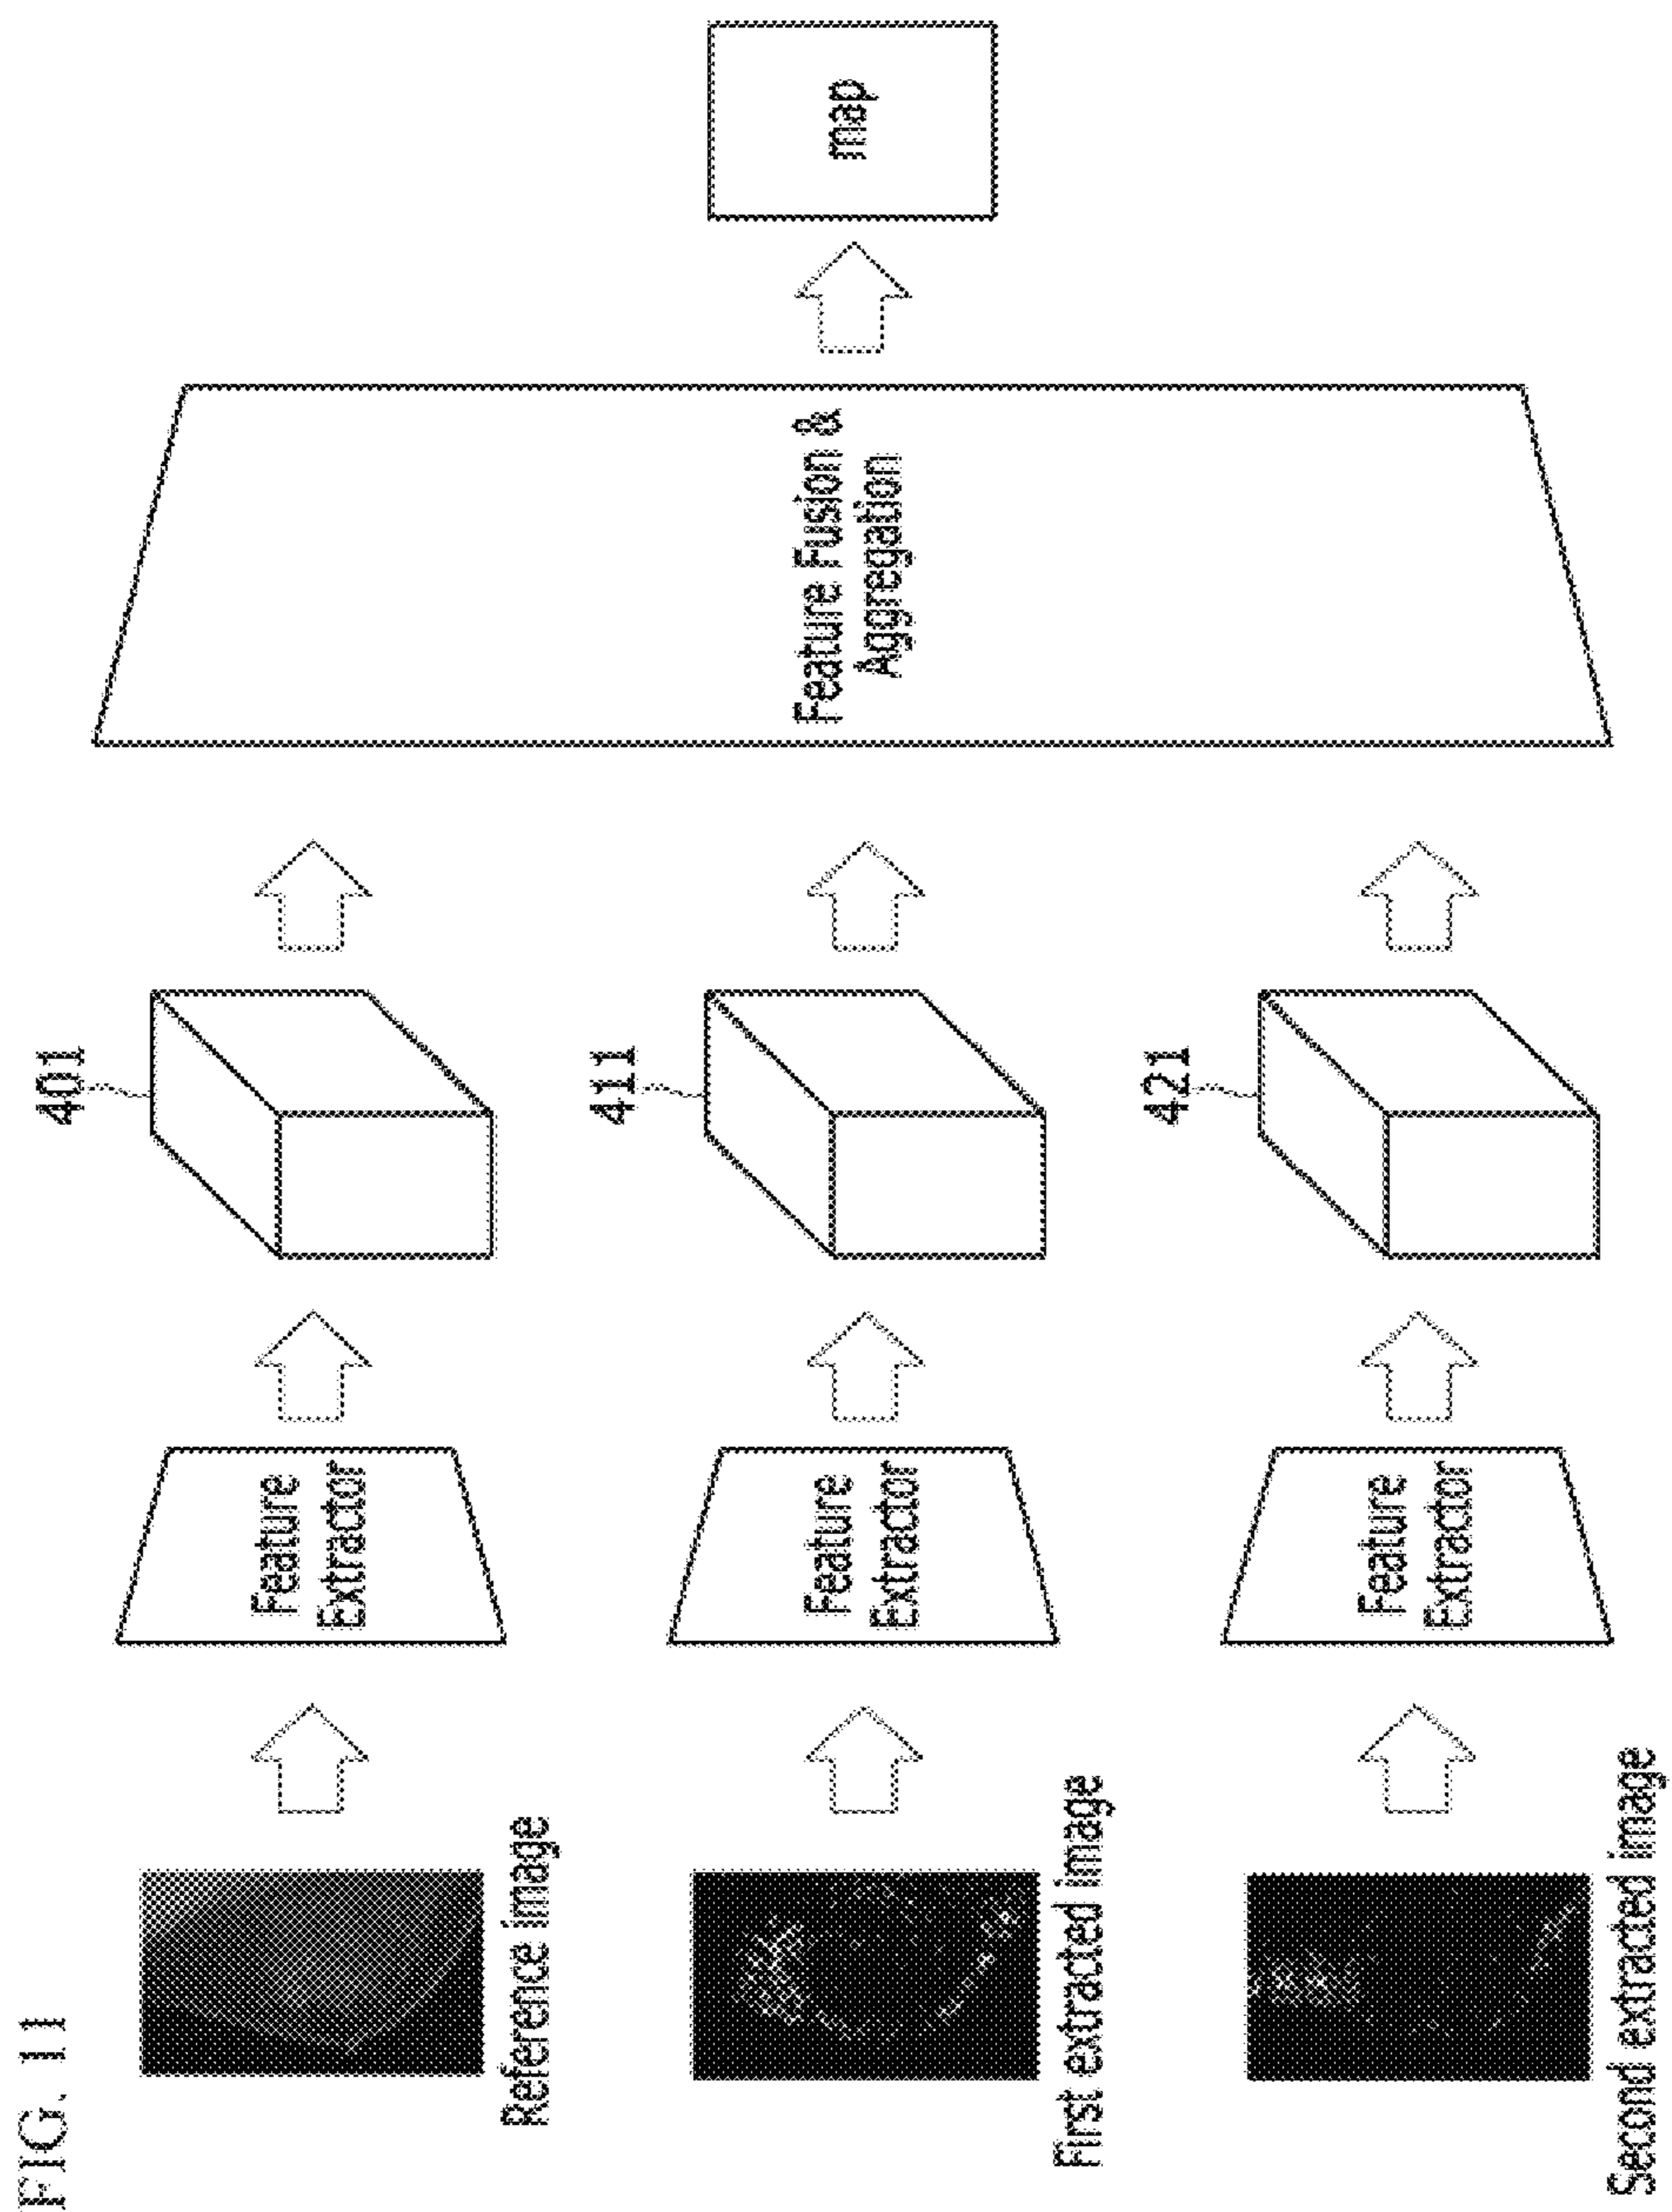 FIG. 11
Reference image
Feature
Extractor
401
First extracted image
Feature
Extractor
411
Second extracted image
Feature
Extractor
421
Feature Fusion &
Aggregation
map